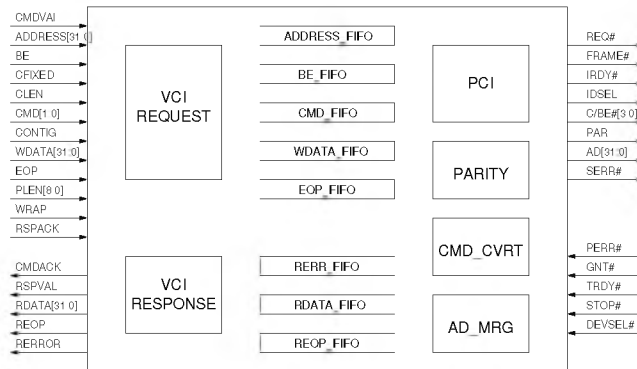 CMDVAI
ADDRESS[31 0]
BE
CFIXED
CLEN
CMD[1 0]
CONTIG
WDATA[31:0]
EOP
PLEN[8 0]
WRAP
RSPACK
CMDACK
RSPVAL
RDATA[31 0]
REOP
RERROR
VCI
REQUEST
VCI
RESPONSE
ADDRESS_FIFO
BE_FIFO
CMD_FIFO
WDATA_FIFO
EOP_FIFO
RERR_FIFO
RDATA_FIFO
REOP_FIFO
PCI
PARITY
CMD_CVRT
AD_MRG
REQ#
FRAME#
IRDY#
IDSEL
C/BE#[3 0]
PAR
AD[31:0]
SERR#
PERR#
GNT#
TRDY#
STOP#
DEVSEL#